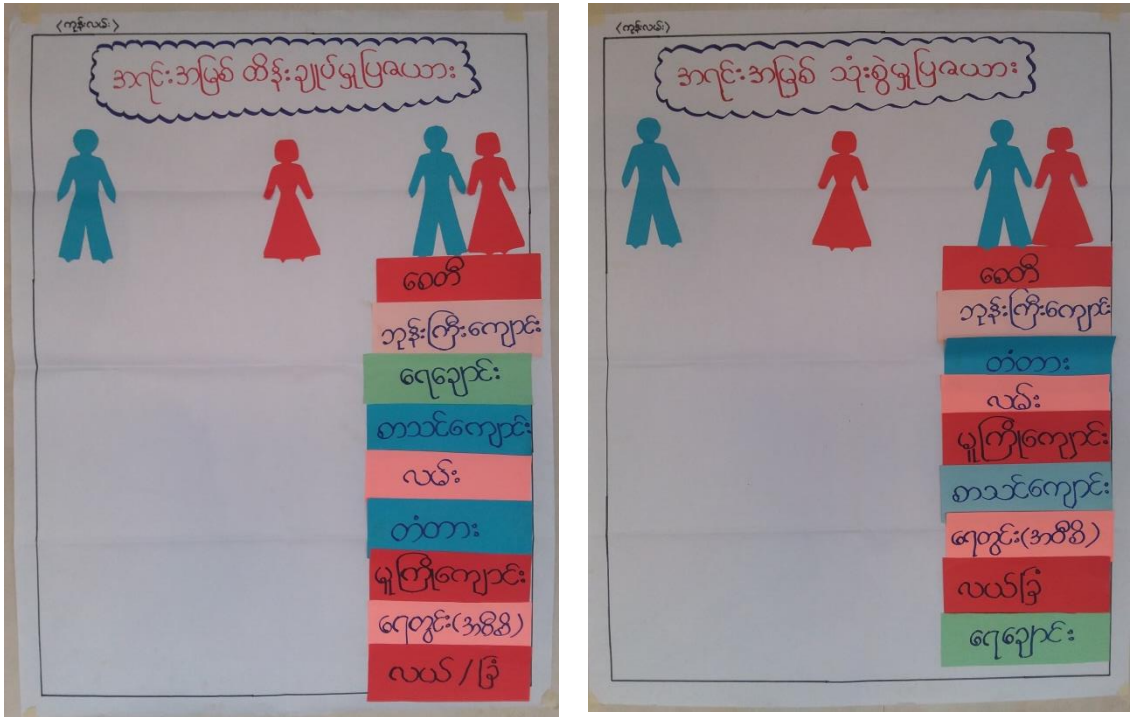 (ကွန်းလမ်း)
အရင်းအမြစ် ထိန်းချုပ်မှုပြဇယား
စေတီ
ဘုန်းကြီးကျောင်း
ရေချောင်း
စာသင်ကျောင်း
လမ်း
တံတား
မူကြိုကျောင်း
ရေတွင်း(အဝီစိ)
လယ် / ခြံ
(ကွန်းလမ်း)
အရင်းအမြစ် သုံးစွဲမှုပြဇယား
စေတီ
ဘုန်းကြီးကျောင်း
တံတား
လမ်း
မူကြိုကျောင်း
စာသင်ကျောင်း
ရေတွင်း(အဝီစိ)
လယ်ခြံ
ရေချောင်း